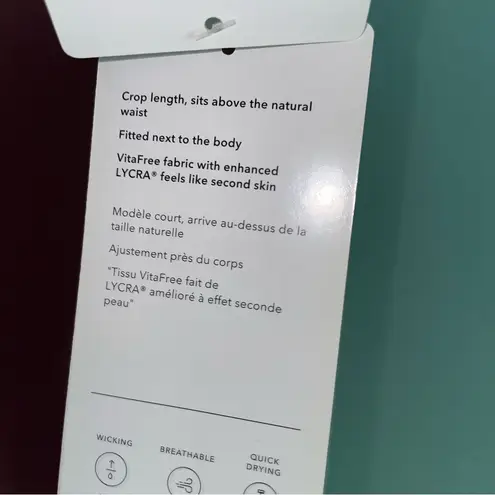 Crop length, sits above the natural
waist
Fitted next to the body
VitaFree fabric with enhanced
LYCRA® feels like second skin
Modèle court, arrive au-dessus de la
taille naturelle
Ajustement près du corps
"Tissu VitaFree fait de
LYCRA® amélioré à effet seconde
peau"
WICKING
BREATHABLE
QUICK
DRYING